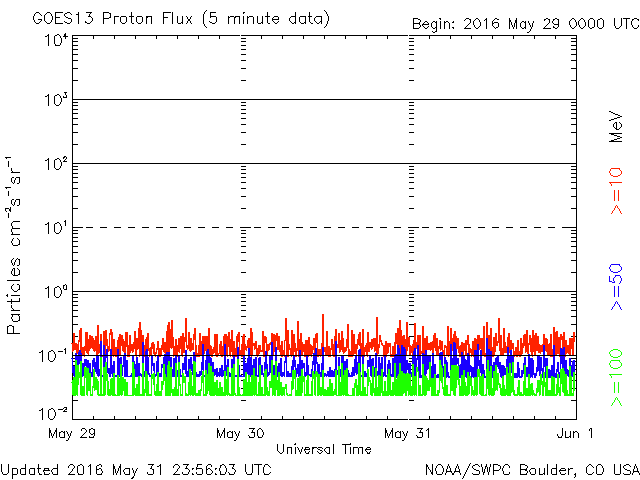 GOES13 Proton Flux (5 minute data)
Begin: 2016 May 29 0000 UTC
10⁴
10³
10²
10¹
10⁰
10⁻¹
10⁻²
Particles cm⁻²s⁻¹sr⁻¹
MeV
>=10
>=50
>=100
May 29
May 30
May 31
Jun 1
Universal Time
Updated 2016 May 31 23:56:03 UTC
NOAA/SWPC Boulder, CO USA